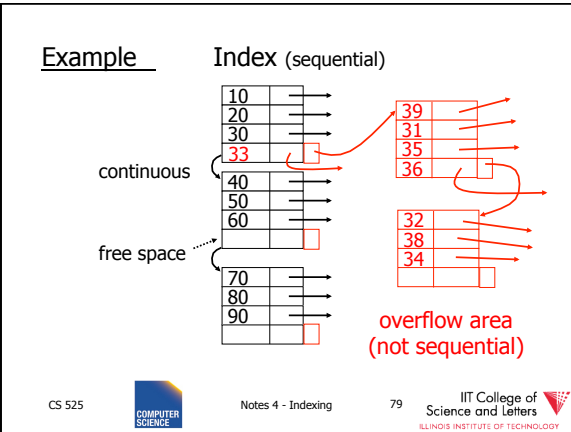 Example
Index (sequential)
10
20
30
33
continuous
40
50
60
free space
70
80
90
39
31
35
36
32
38
34
overflow area
(not sequential)
CS 525
COMPUTER
SCIENCE
Notes 4 - Indexing
79
IIT College of
Science and Letters
ILLINOIS INSTITUTE OF TECHNOLOGY